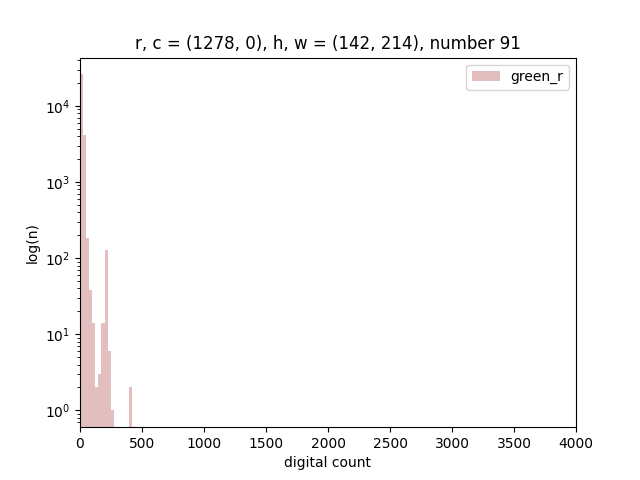 r, c = (1278, 0), h, w = (142, 214), number 91
green_r
10⁴
10³
10²
10¹
10⁰
log(n)
0 500 1000 1500 2000 2500 3000 3500 4000
digital count